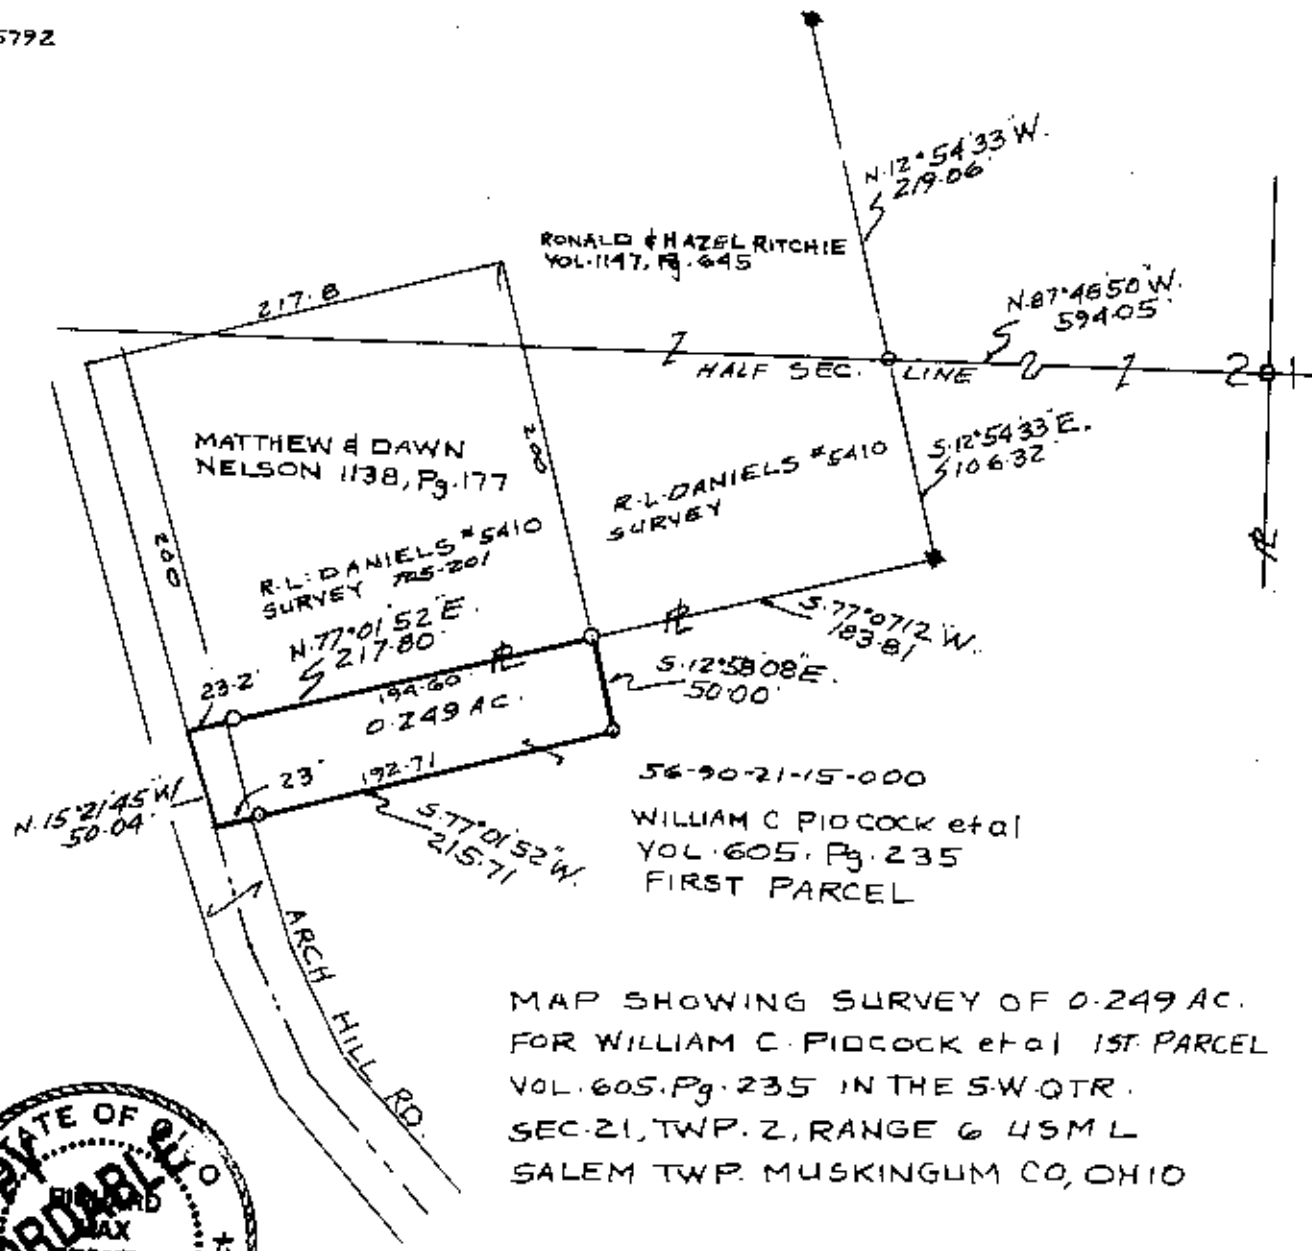 5792
N.12°54'33"W.
219.06'
RONALD & HAZEL RITCHIE
VOL.1147, Pg.645
N.87°48'50"W.
594.05'
217.8
HALF SEC. LINE
2
1
MATTHEW & DAWN
NELSON 1138, Pg.177
200
200
R.L. DANIELS #5410
SURVEY
S.12°54'33"E.
106.32'
R.L. DANIELS #5410
SURVEY
N.77°01'52"E.
217.80'
S.77°07'12"W.
183.81
23.2'
194.60'
0.249 AC.
S.12°58'08"E.
50.00'
23'
192.71
N.15°21'45"W
50.04'
S.77°01'52"W.
215.71
56-90-21-15-000
WILLIAM C PIDCOCK et al
VOL.605, Pg.235
FIRST PARCEL
ARCH HILL RD.
MAP SHOWING SURVEY OF 0.249 AC.
FOR WILLIAM C. PIDCOCK et al 1ST. PARCEL
VOL.605.Pg.235 IN THE S.W.QTR.
SEC.21, TWP.2, RANGE 6 USML
SALEM TWP. MUSKINGUM CO, OHIO
STATE OF OHIO